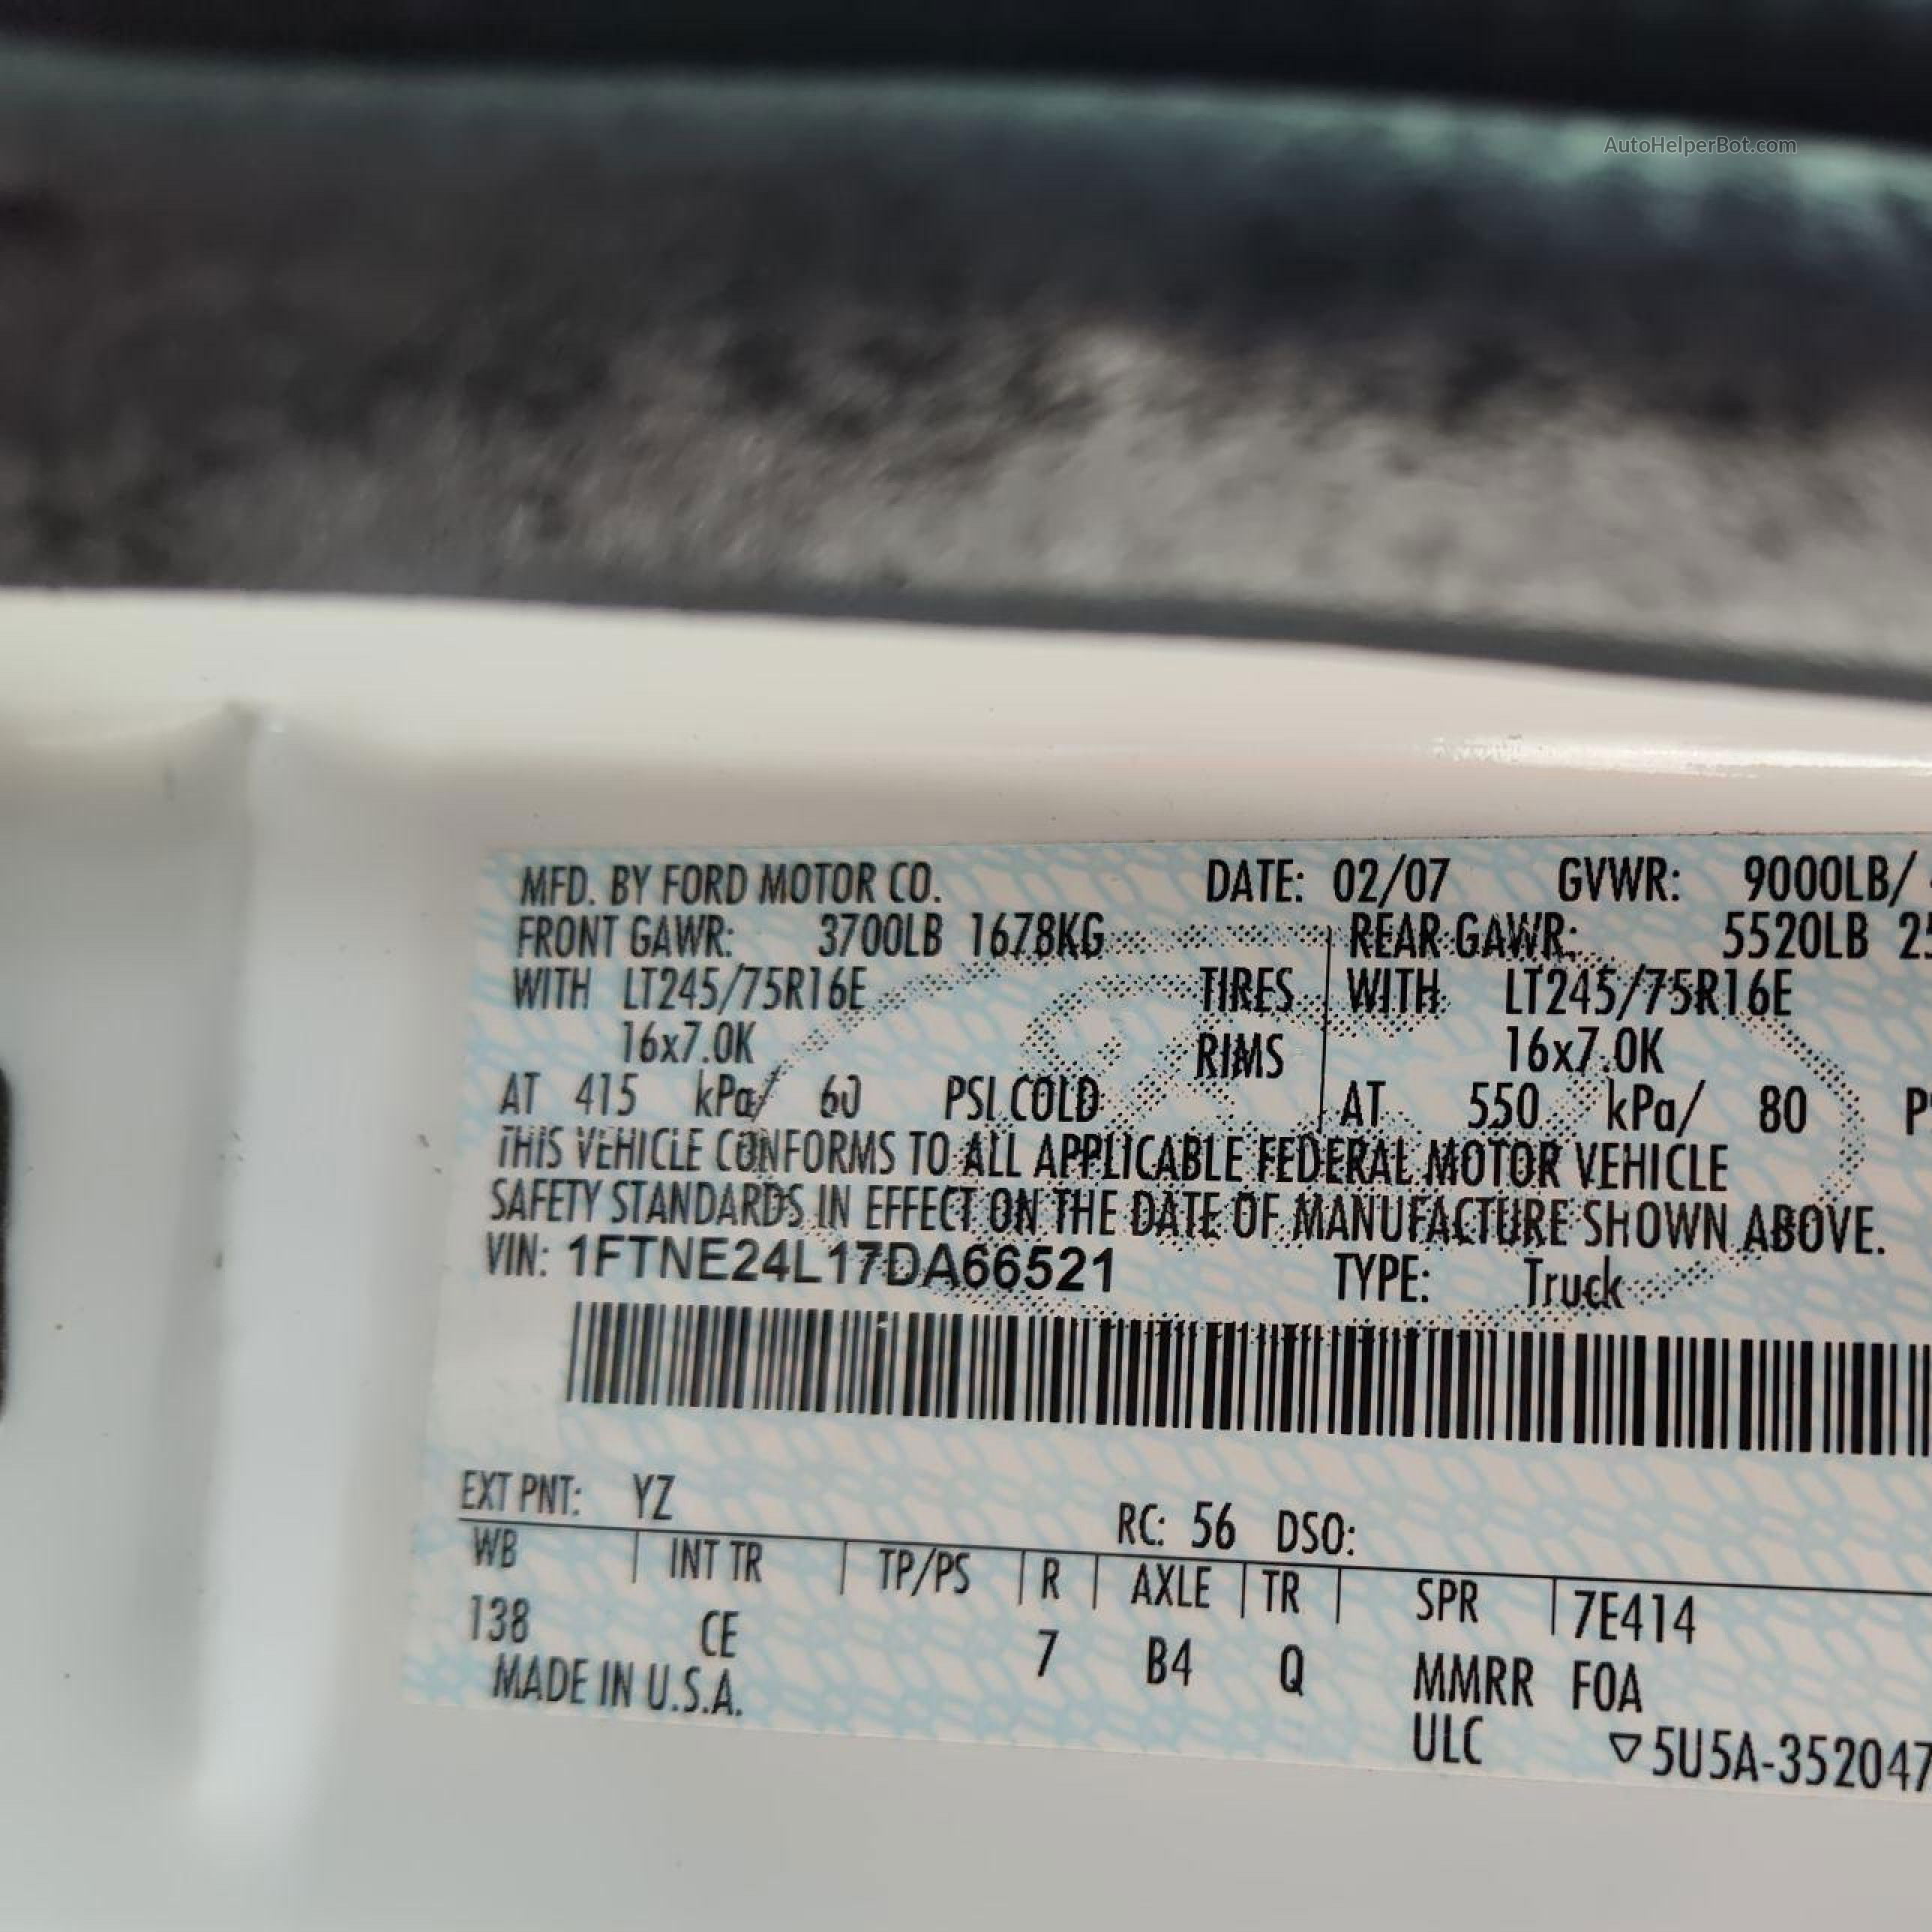 AutoHelperBot.com
MFD. BY FORD MOTOR CO. DATE: 02/07 GVWR: 9000LB/
FRONT GAWR: 3700LB 1678KG REAR GAWR: 5520LB 25
WITH LT245/75R16E TIRES WITH LT245/75R16E
16x7.0K RIMS 16x7.0K
AT 415 kPa/ 60 PSI COLD AT 550 kPa/ 80 P
THIS VEHICLE CONFORMS TO ALL APPLICABLE FEDERAL MOTOR VEHICLE
SAFETY STANDARDS IN EFFECT ON THE DATE OF MANUFACTURE SHOWN ABOVE.
VIN: 1FTNE24L17DA66521 TYPE: Truck
EXT PNT: YZ RC: 56 DSO:
WB INT TR TP/PS R AXLE TR SPR 7E414
138 CE 7 B4 Q MMRR F0A
MADE IN U.S.A. ULC ▽5U5A-352047